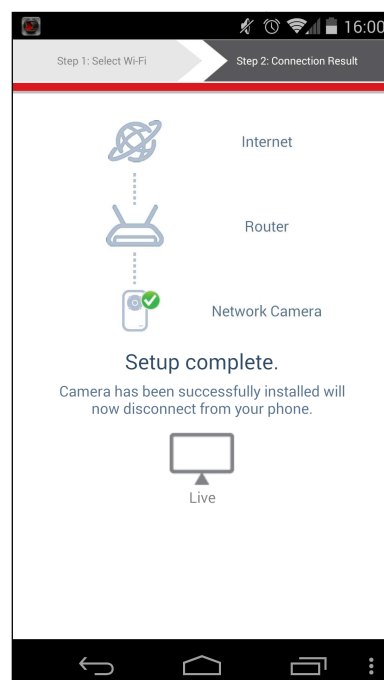 16:00
Step 1: Select Wi-Fi
Step 2: Connection Result
Internet
Router
Network Camera
Setup complete.
Camera has been successfully installed will
now disconnect from your phone.
Live